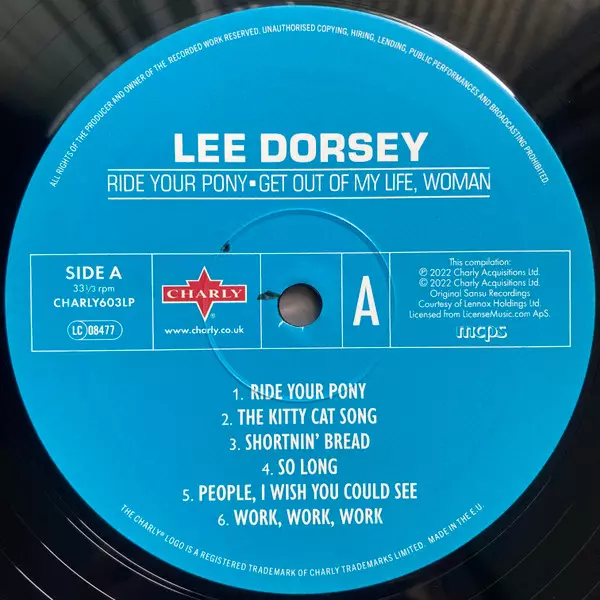 ALL RIGHTS OF THE PRODUCER AND OWNER OF THE RECORDED WORK RESERVED. UNAUTHORISED COPYING, HIRING, LENDING, PUBLIC PERFORMANCES AND BROADCASTING PROHIBITED.
LEE DORSEY
RIDE YOUR PONY▪GET OUT OF MY LIFE, WOMAN
SIDE A
33 1/3 rpm
CHARLY603LP
LC 08477
CHARLY
®
www.charly.co.uk
A
This compilation:
℗ 2022 Charly Acquisitions Ltd.
© 2022 Charly Acquisitions Ltd.
Original Sansu Recordings
Courtesy of Lennox Holdings Ltd.
Licensed from LicenseMusic.com ApS.
mcps
1. RIDE YOUR PONY
2. THE KITTY CAT SONG
3. SHORTNIN' BREAD
4. SO LONG
5. PEOPLE, I WISH YOU COULD SEE
6. WORK, WORK, WORK
THE CHARLY® LOGO IS A REGISTERED TRADEMARK OF CHARLY TRADEMARKS LIMITED. MADE IN THE E.U.